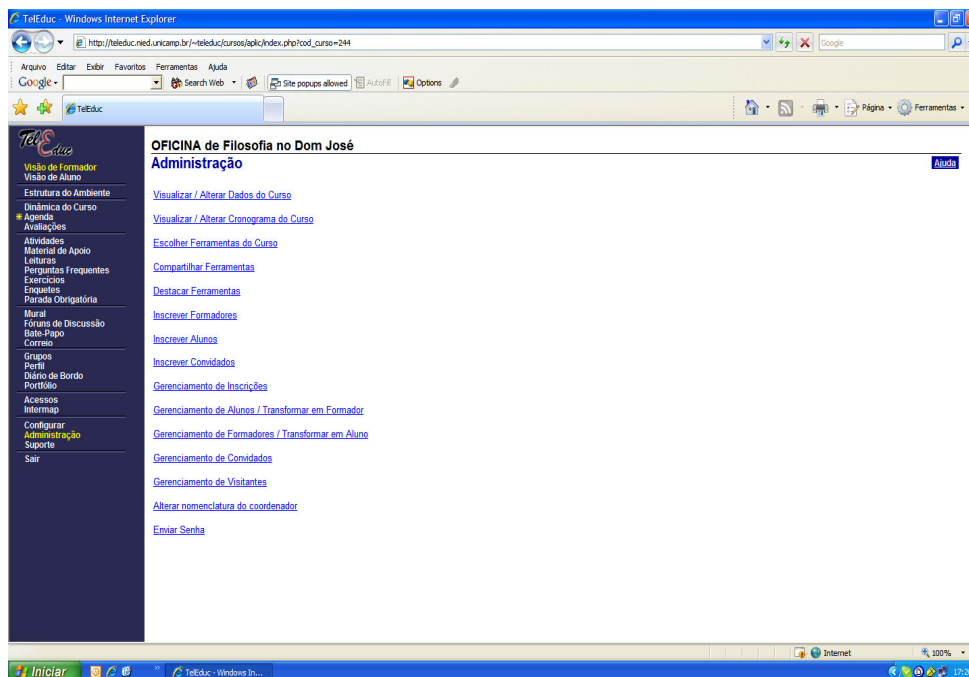 TelEduc - Windows Internet Explorer
http://teleduc.nied.unicamp.br/~teleduc/cursos/aplic/index.php?cod_curso=244
Google
Arquivo Editar Exibir Favoritos Ferramentas Ajuda
Google
Search Web
Site popups allowed
AutoFill
Options
TelEduc
Página
Ferramentas
TelEduc
Visão de Formador
Visão de Aluno
Estrutura do Ambiente
Dinâmica do Curso
Agenda
Avaliações
Atividades
Material de Apoio
Leituras
Perguntas Frequentes
Exercícios
Enquetes
Parada Obrigatória
Mural
Fóruns de Discussão
Bate-Papo
Correio
Grupos
Perfil
Diário de Bordo
Portfólio
Acessos
Intermap
Configurar
Administração
Suporte
Sair
OFICINA de Filosofia no Dom José
Administração
Ajuda
Visualizar / Alterar Dados do Curso
Visualizar / Alterar Cronograma do Curso
Escolher Ferramentas do Curso
Compartilhar Ferramentas
Destacar Ferramentas
Inscrever Formadores
Inscrever Alunos
Inscrever Convidados
Gerenciamento de Inscrições
Gerenciamento de Alunos / Transformar em Formador
Gerenciamento de Formadores / Transformar em Aluno
Gerenciamento de Convidados
Gerenciamento de Visitantes
Alterar nomenclatura do coordenador
Enviar Senha
Internet
100%
Iniciar
TelEduc - Windows In...